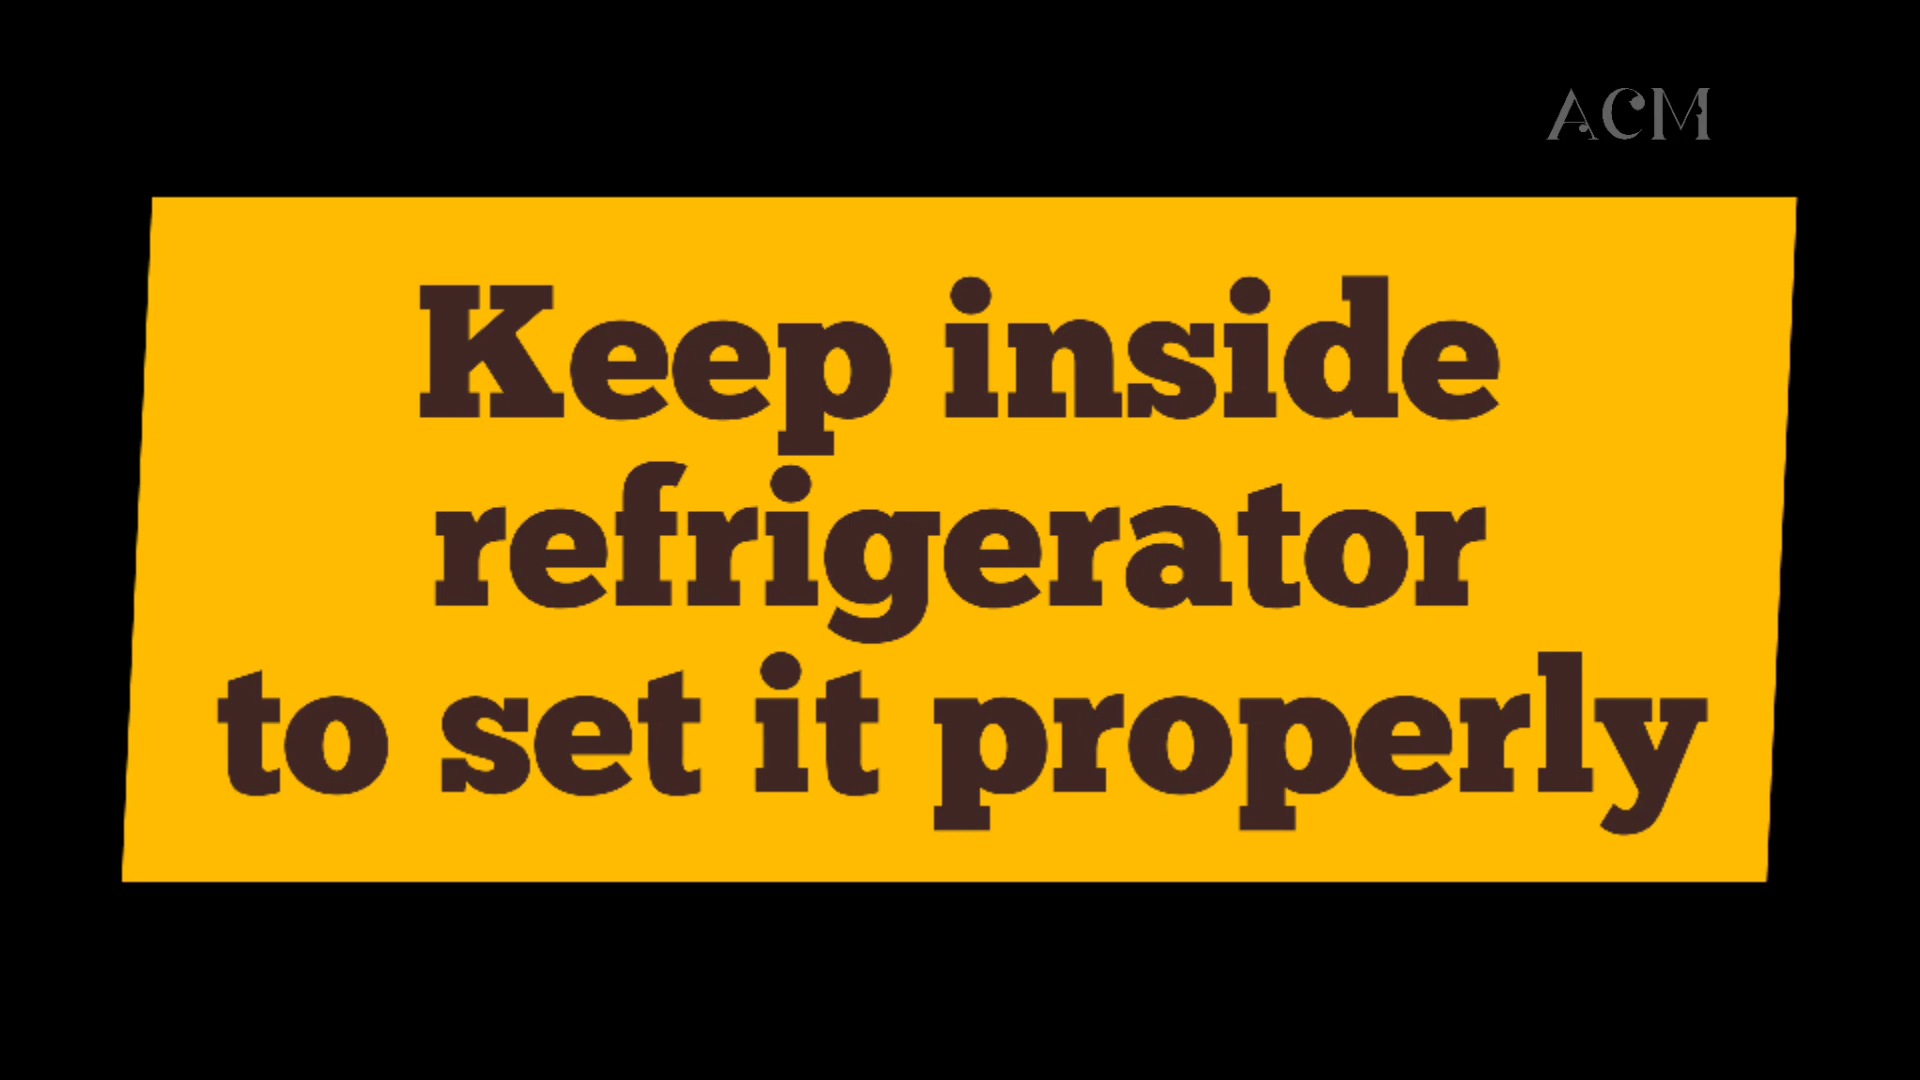 ACM
Keep inside
refrigerator
to set it properly